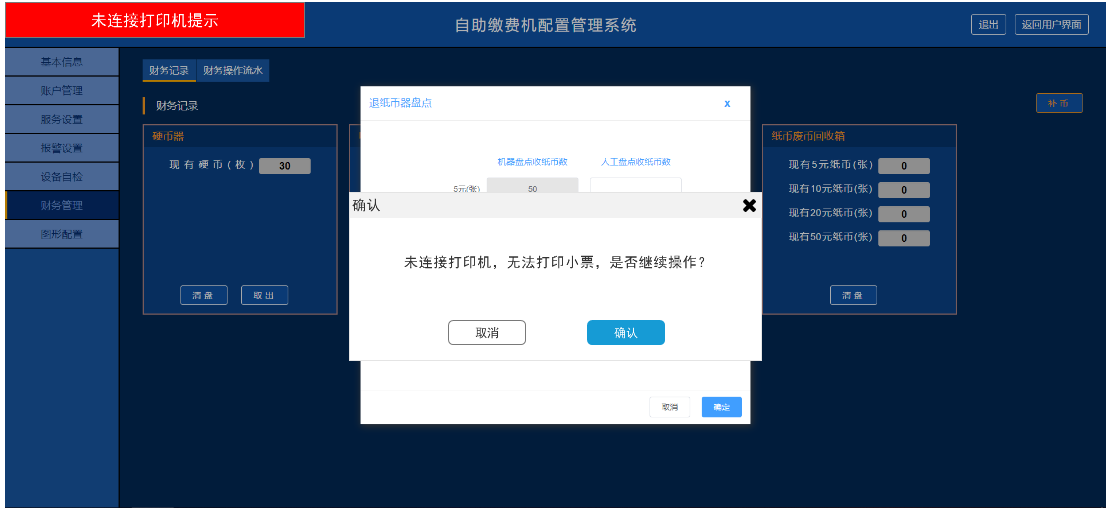 未连接打印机提示
自助缴费机配置管理系统
退出
返回用户界面
基本信息
账户管理
服务设置
报警设置
设备自检
财务管理
图形配置
财务记录
财务操作流水
财务记录
补币
硬币器
现有硬币(枚) 30
清盘
取出
退纸币器盘点
x
机器盘点收纸币数
人工盘点收纸币数
5元(张) 50
确认
未连接打印机，无法打印小票，是否继续操作?
取消
确认
取消
确定
纸币废币回收箱
现有5元纸币(张) 0
现有10元纸币(张) 0
现有20元纸币(张) 0
现有50元纸币(张) 0
清盘